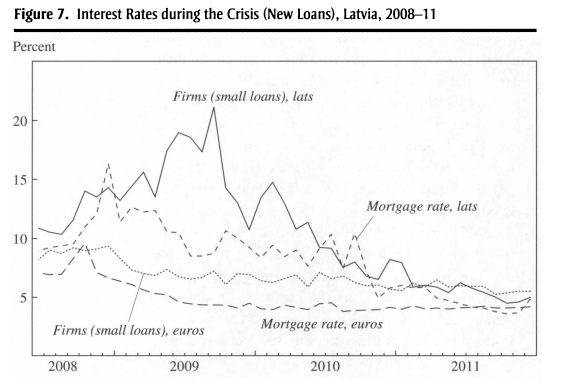 Figure 7. Interest Rates during the Crisis (New Loans), Latvia, 2008–11
Percent
Firms (small loans), lats
20
15
Mortgage rate, lats
10
5
Firms (small loans), euros
Mortgage rate, euros
2008 2009 2010 2011